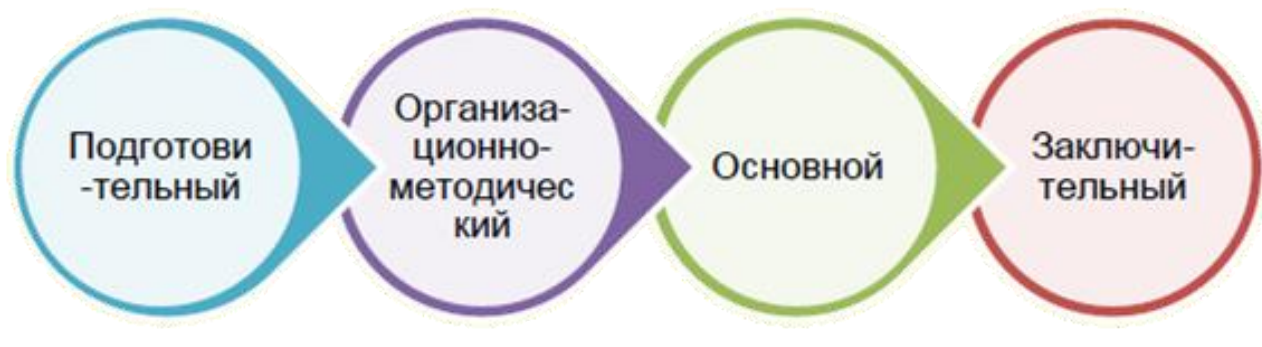 Подготови
-тельный
Организа-
ционно-
методичес
кий
Основной
Заключи-
тельный